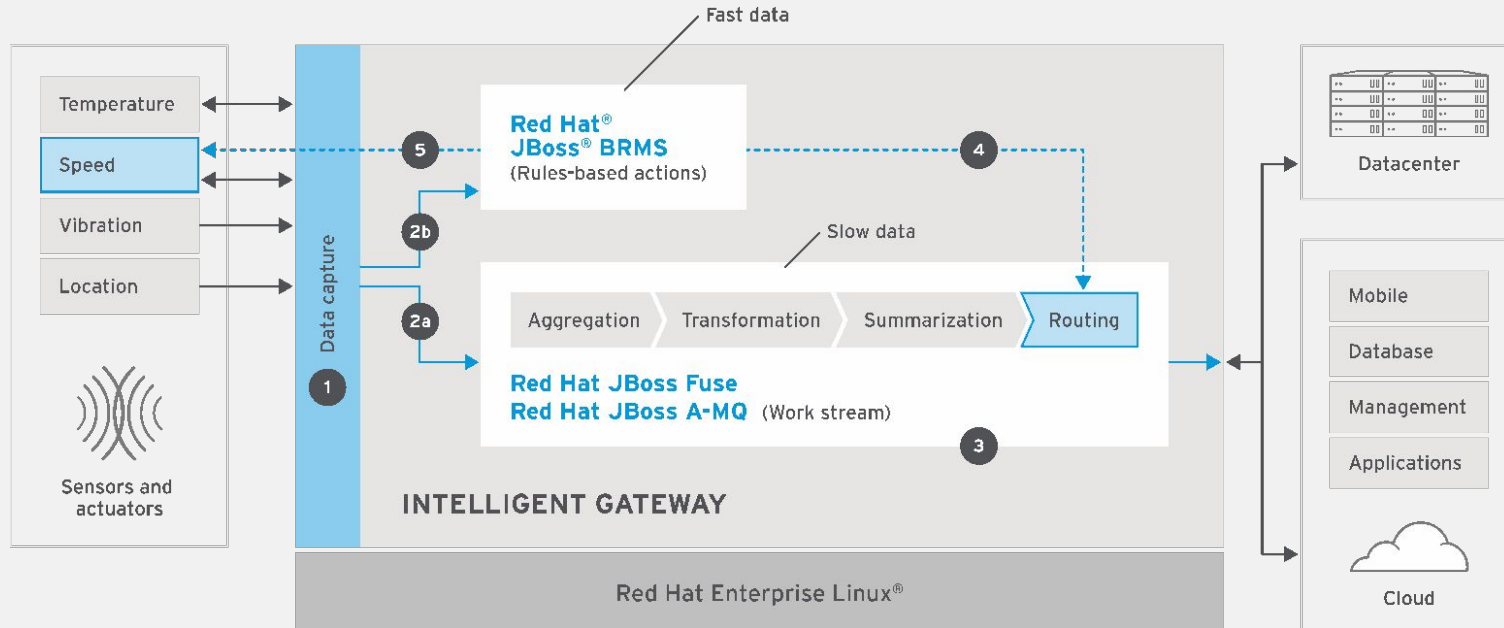 Fast data
Temperature
Speed
Vibration
Location
Sensors and
actuators
Data capture
1
5
2b
2a
Red Hat®
JBoss® BRMS
(Rules-based actions)
4
Slow data
Aggregation
Transformation
Summarization
Routing
Red Hat JBoss Fuse
Red Hat JBoss A-MQ (Work stream)
3
INTELLIGENT GATEWAY
Red Hat Enterprise Linux®
Datacenter
Mobile
Database
Management
Applications
Cloud